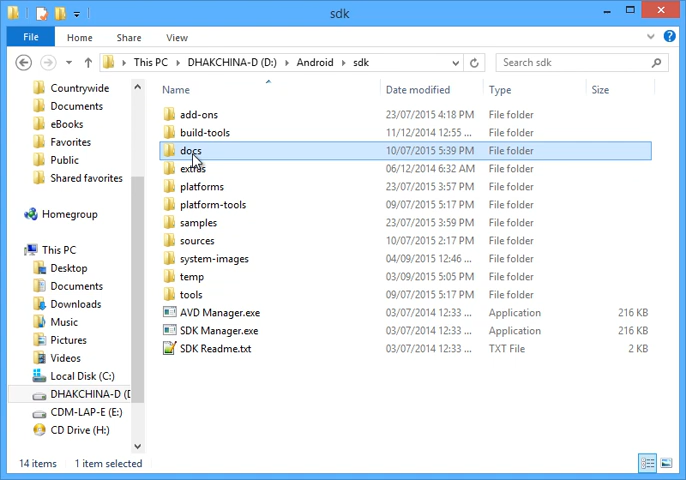 sdk
File Home Share View
This PC DHAKCHINA-D (D:) Android sdk Search sdk
Name Date modified Type Size
Countrywide
Documents
eBooks
Favorites
Public
Shared favorites
Homegroup
This PC
Desktop
Documents
Downloads
Music
Pictures
Videos
Local Disk (C:)
DHAKCHINA-D (D
CDM-LAP-E (E:)
CD Drive (H:)
add-ons 23/07/2015 4:18 PM File folder
build-tools 11/12/2014 12:55 ... File folder
docs 10/07/2015 5:39 PM File folder
extras 06/12/2014 6:32 AM File folder
platforms 23/07/2015 3:57 PM File folder
platform-tools 09/07/2015 5:17 PM File folder
samples 23/07/2015 3:59 PM File folder
sources 10/07/2015 2:17 PM File folder
system-images 04/09/2015 12:46 ... File folder
temp 03/09/2015 5:05 PM File folder
tools 09/07/2015 5:17 PM File folder
AVD Manager.exe 03/07/2014 12:33 ... Application 216 KB
SDK Manager.exe 03/07/2014 12:33 ... Application 216 KB
SDK Readme.txt 03/07/2014 12:33 ... TXT File 2 KB
14 items 1 item selected